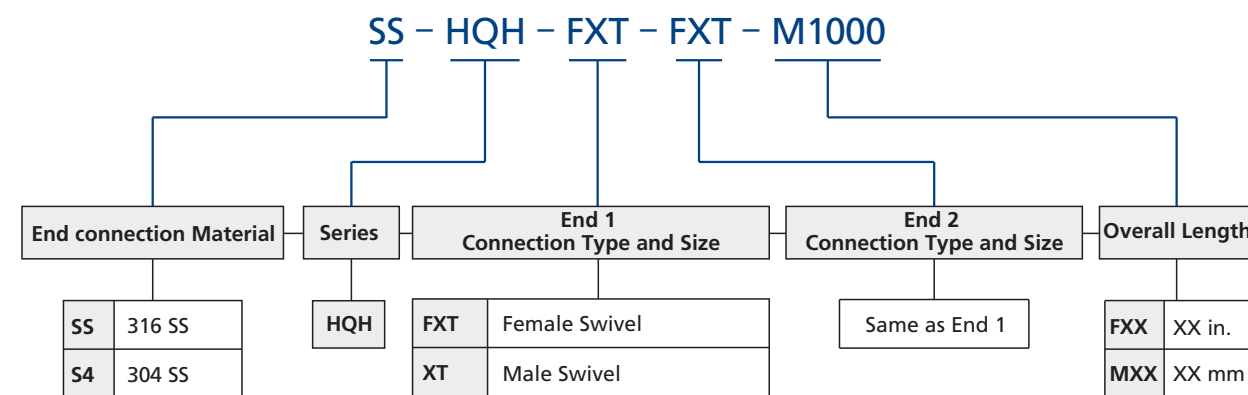 SS – HQH – FXT – FXT – M1000
End connection Material
Series
End 1
Connection Type and Size
End 2
Connection Type and Size
Overall Length
SS 316 SS
S4 304 SS
HQH
FXT Female Swivel
XT Male Swivel
Same as End 1
FXX XX in.
MXX XX mm